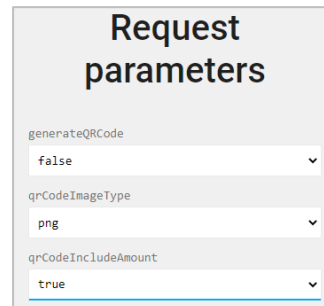 Request
parameters
generateQRCode
false
qrCodeImageType
png
qrCodeIncludeAmount
true